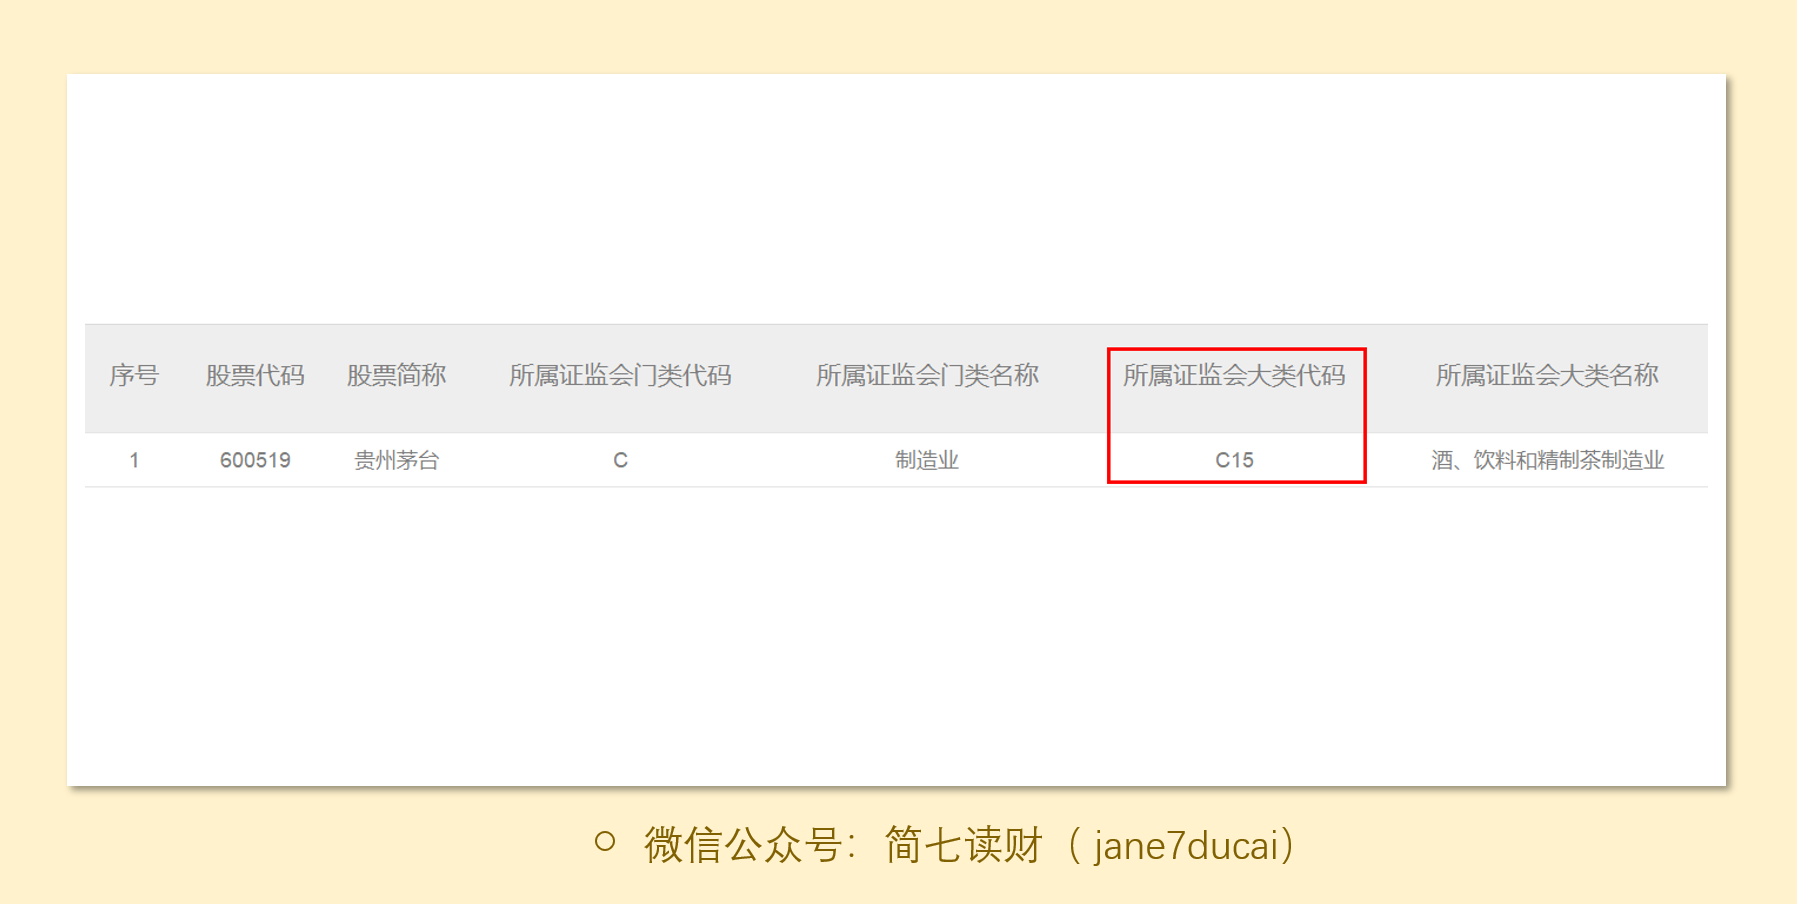 序号 股票代码 股票简称 所属证监会门类代码 所属证监会门类名称 所属证监会大类代码 所属证监会大类名称
1 600519 贵州茅台 C 制造业 C15 酒、饮料和精制茶制造业
微信公众号：简七读财（jane7ducai）